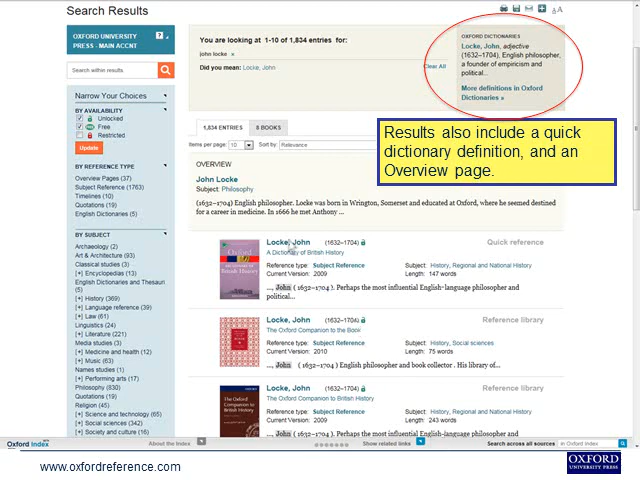 Search Results
A A
OXFORD UNIVERSITY
PRESS - MAIN ACCNT
?
Search within results
Narrow Your Choices
BY AVAILABILITY
Unlocked
Free
Restricted
Update
BY REFERENCE TYPE
Overview Pages (37)
Subject Reference (1763)
Timelines (10)
Quotations (19)
English Dictionaries (5)
BY SUBJECT
Archaeology (2)
Art & Architecture (93)
Classical studies (3)
[+] Encyclopedias (13)
English Dictionaries and Thesauri
(5)
[+] History (369)
[+] Language reference (39)
[+] Law (61)
Linguistics (24)
[+] Literature (221)
Media studies (3)
[+] Medicine and health (12)
[+] Music (63)
Names studies (1)
[+] Performing arts (17)
Philosophy (830)
Quotations (19)
Religion (45)
[+] Science and technology (65)
[+] Social sciences (342)
[+] Society and culture (16)
You are looking at 1-10 of 1,834 entries for:
john locke ×
Clear All
Did you mean: Locke, John
OXFORD DICTIONARIES
Locke, John, adjective
(1632–1704), English philosopher,
a founder of empiricism and
political...
More definitions in Oxford
Dictionaries »
Results also include a quick
dictionary definition, and an
Overview page.
1,834 ENTRIES
8 BOOKS
Items per page: 10
Sort by: Relevance
OVERVIEW
John Locke
Subject: Philosophy
(1632–1704) English philosopher. Locke was born in Wrington, Somerset and educated at Oxford, where he seemed destined
for a career in medicine. In 1666 he met Anthony ...
Locke, John (1632–1704)
Quick reference
A Dictionary of British History
Reference type: Subject Reference
Subject: History, Regional and National History
Current Version: 2009
Length: 147 words
..., John ( 1632–1704 ). Perhaps the most influential English-language philosopher and
political...
Locke, John (1632–1704)
Reference library
The Oxford Companion to the Book
Reference type: Subject Reference
Subject: History, Social sciences
Current Version: 2010
Length: 75 words
..., John ( 1632–1704 ) English philosopher and book collector . His library of...
Locke, John (1632–1704)
Reference library
The Oxford Companion to British History
Reference type: Subject Reference
Subject: History, Regional and National History
Current Version: 2009
Length: 243 words
..., John ( 1632–1704 ). Perhaps the most influential English-language philosopher and
political...
Oxford Index
About the Index
Show related links
Search across all sources
in Oxford Index
www.oxfordreference.com
OXFORD
UNIVERSITY PRESS